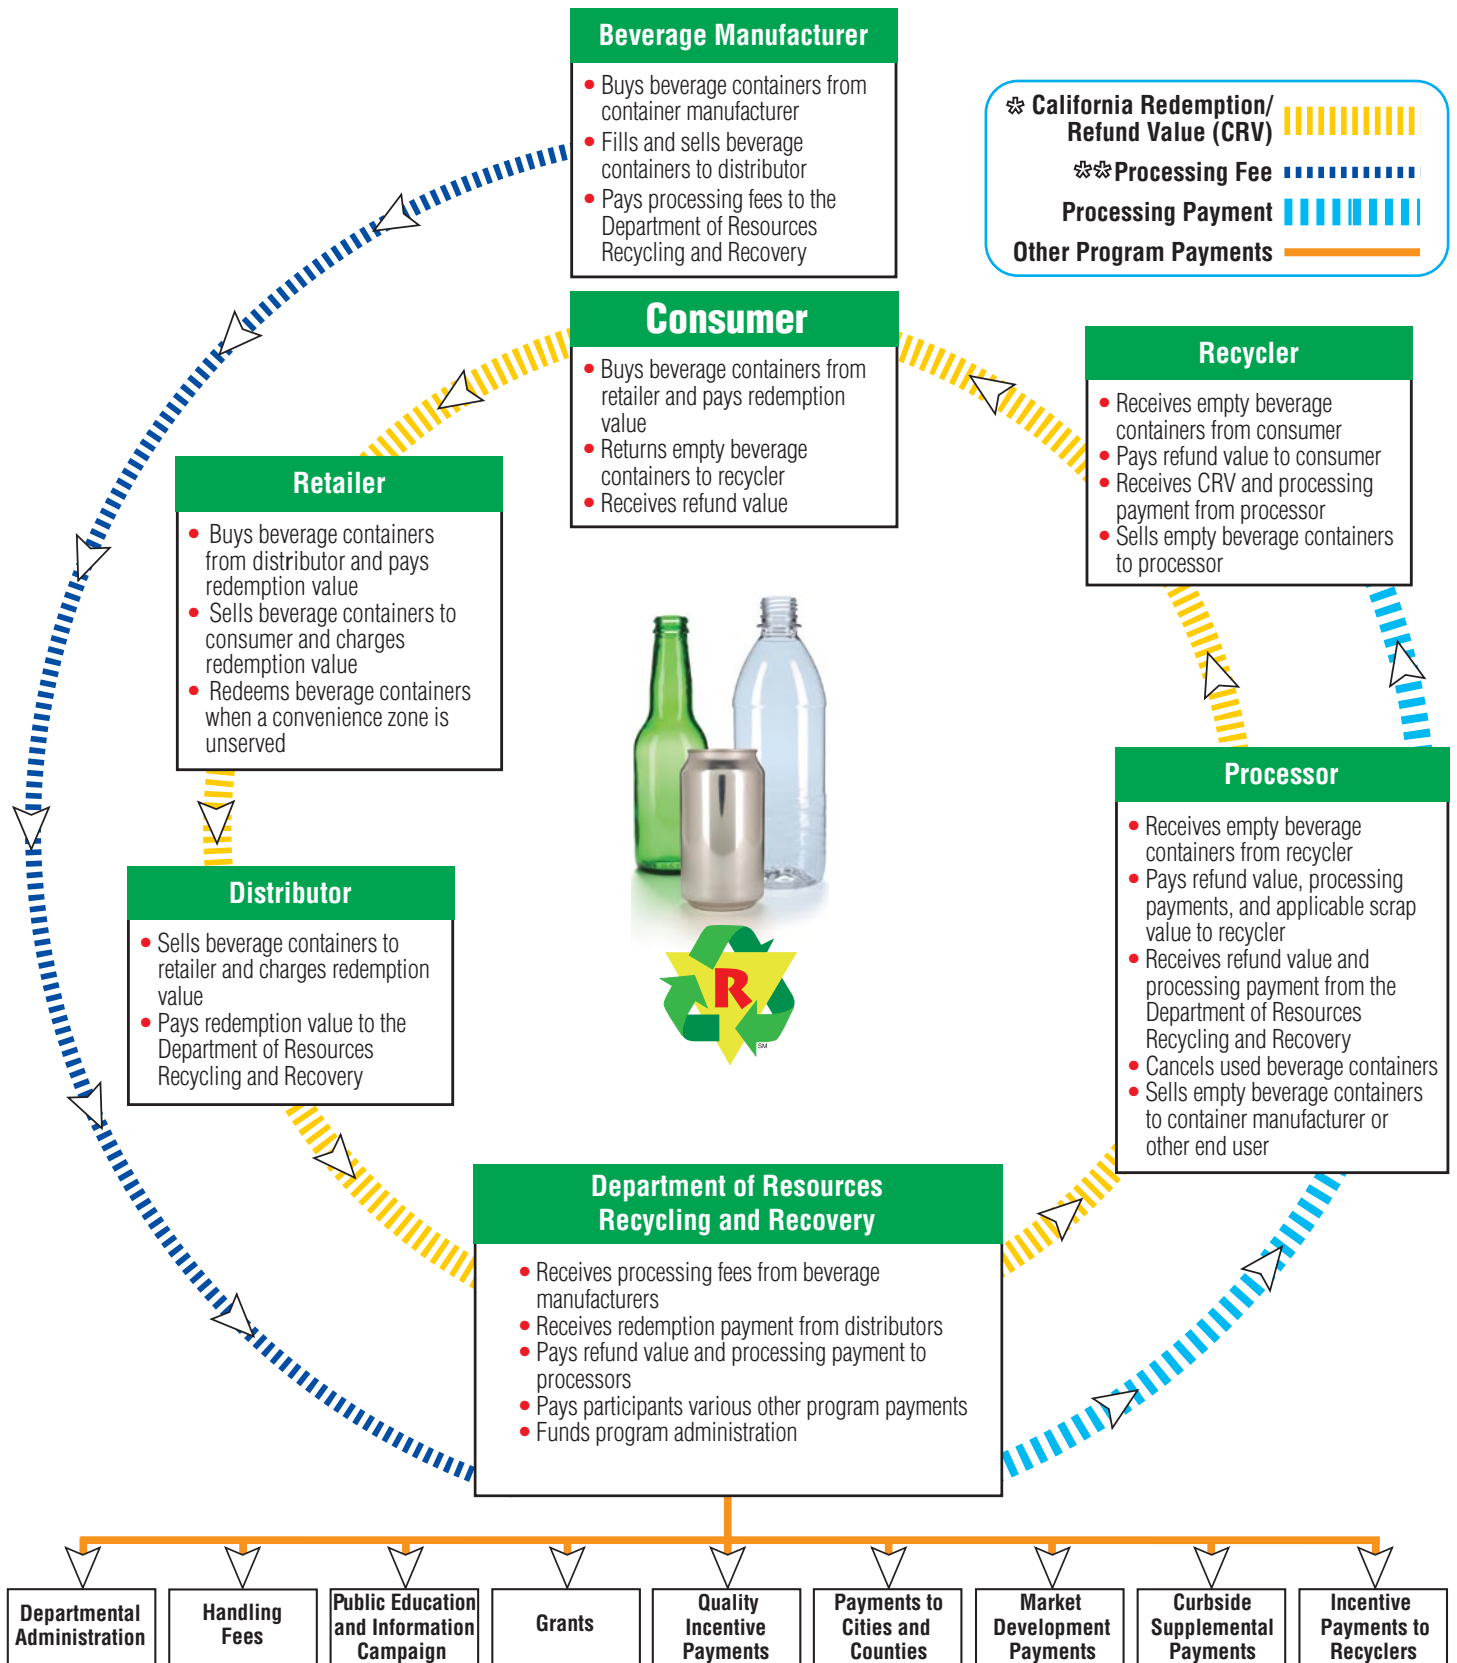 Beverage Manufacturer
• Buys beverage containers from
container manufacturer
• Fills and sells beverage
containers to distributor
• Pays processing fees to the
Department of Resources
Recycling and Recovery
* California Redemption/
Refund Value (CRV)
**Processing Fee
Processing Payment
Other Program Payments
Consumer
• Buys beverage containers from
retailer and pays redemption
value
• Returns empty beverage
containers to recycler
• Receives refund value
Recycler
• Receives empty beverage
containers from consumer
• Pays refund value to consumer
• Receives CRV and processing
payment from processor
• Sells empty beverage containers
to processor
Retailer
• Buys beverage containers
from distributor and pays
redemption value
• Sells beverage containers to
consumer and charges
redemption value
• Redeems beverage containers
when a convenience zone is
unserved
Processor
• Receives empty beverage
containers from recycler
• Pays refund value, processing
payments, and applicable scrap
value to recycler
• Receives refund value and
processing payment from the
Department of Resources
Recycling and Recovery
• Cancels used beverage containers
• Sells empty beverage containers
to container manufacturer or
other end user
Distributor
• Sells beverage containers to
retailer and charges redemption
value
• Pays redemption value to the
Department of Resources
Recycling and Recovery
R
SM
Department of Resources
Recycling and Recovery
• Receives processing fees from beverage
manufacturers
• Receives redemption payment from distributors
• Pays refund value and processing payment to
processors
• Pays participants various other program payments
• Funds program administration
Departmental
Administration
Handling
Fees
Public Education
and Information
Campaign
Grants
Quality
Incentive
Payments
Payments to
Cities and
Counties
Market
Development
Payments
Curbside
Supplemental
Payments
Incentive
Payments to
Recyclers